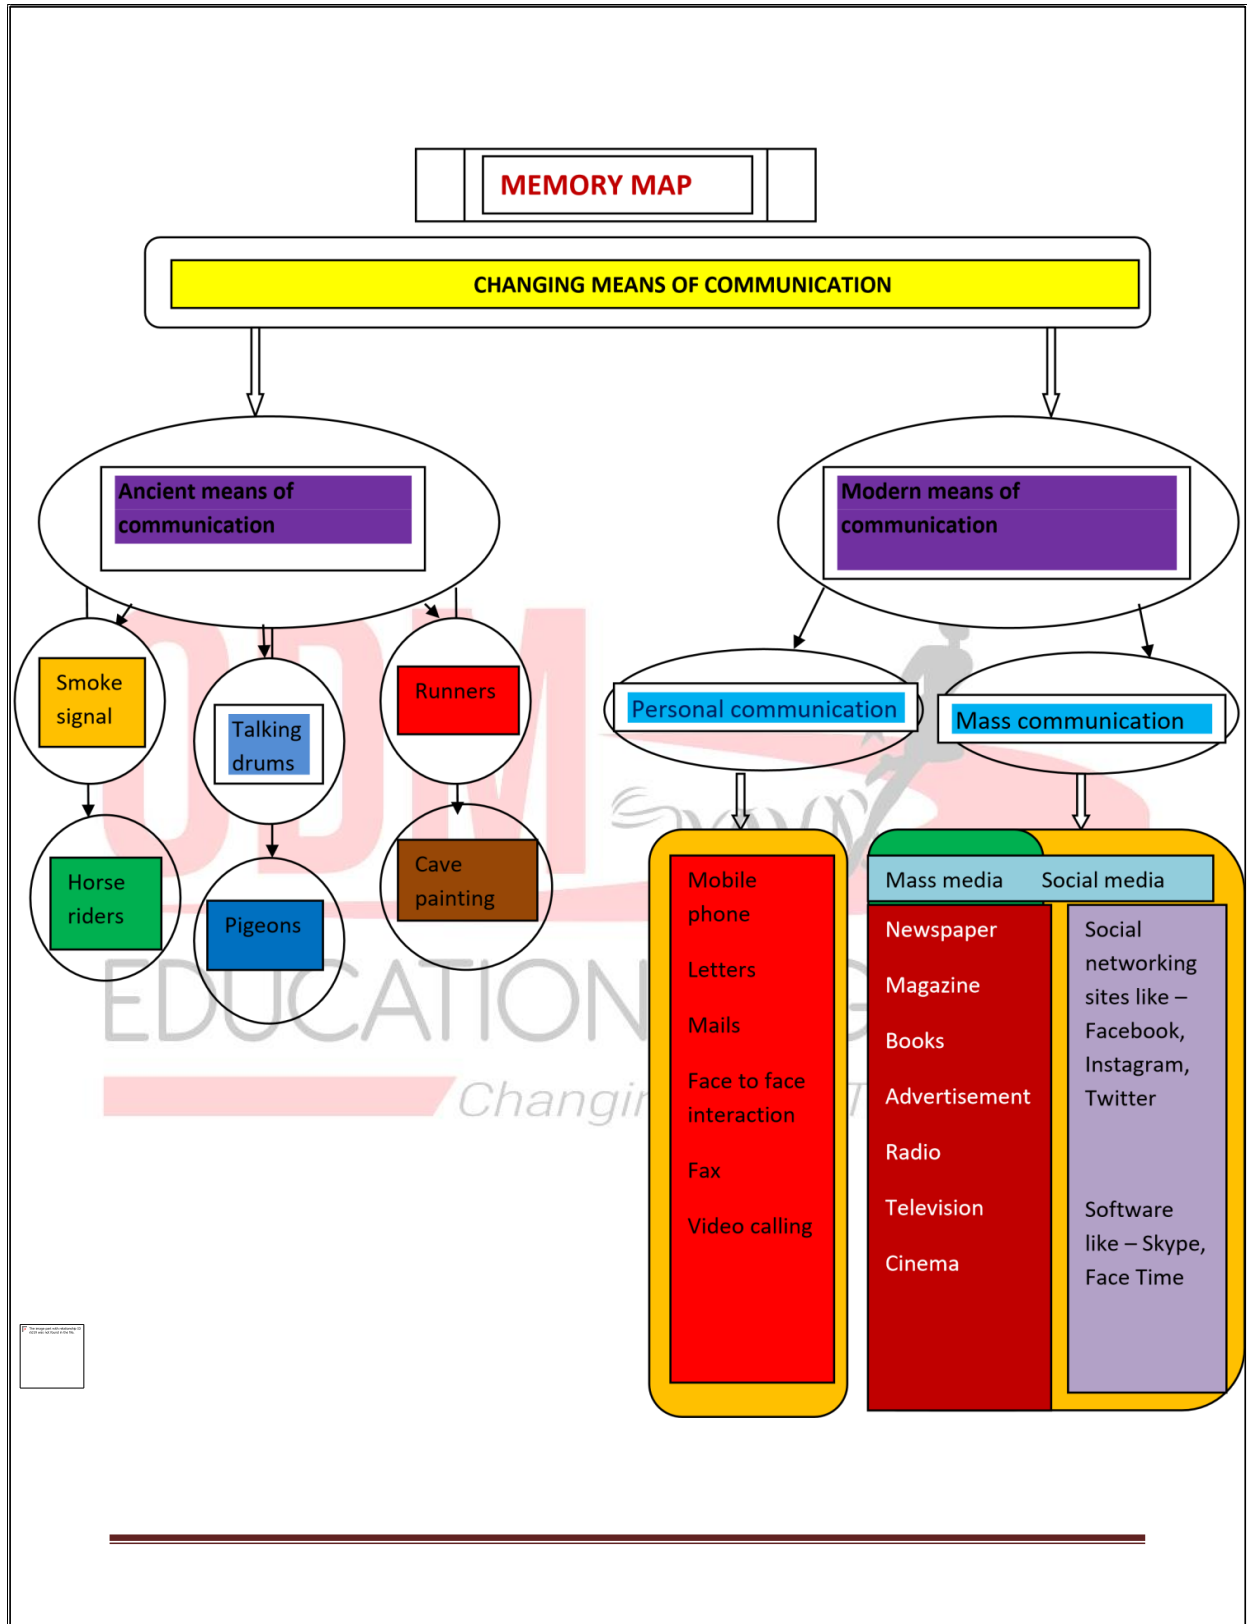 MEMORY MAP
CHANGING MEANS OF COMMUNICATION
Ancient means of
communication
Modern means of
communication
Smoke
signal
Talking
drums
Runners
Horse
riders
Pigeons
Cave
painting
Personal communication
Mass communication
Mobile
phone
Letters
Mails
Face to face
interaction
Fax
Video calling
Mass media Social media
Newspaper
Magazine
Books
Advertisement
Radio
Television
Cinema
Social
networking
sites like –
Facebook,
Instagram,
Twitter
Software
like – Skype,
Face Time
ODM
EDUCATION